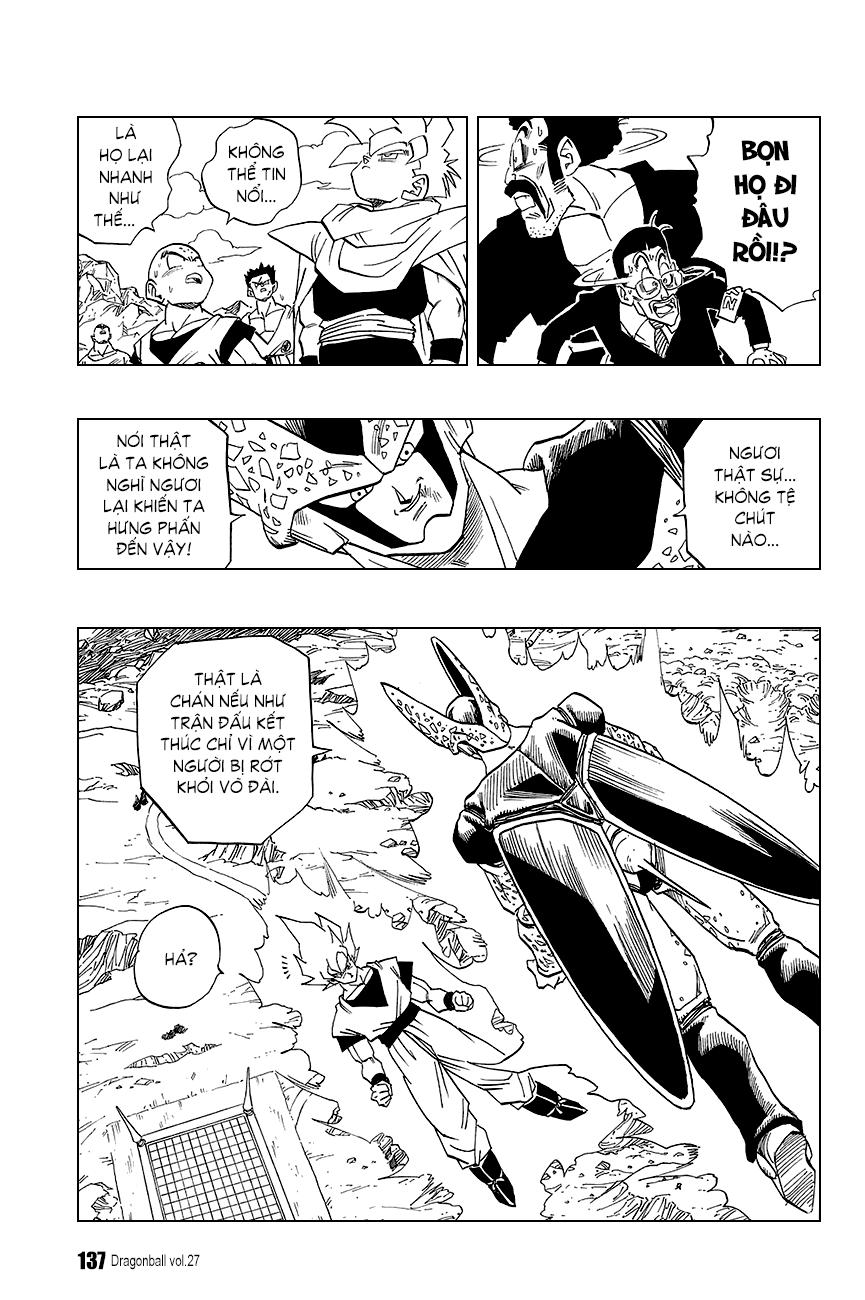 BỌN
HỌ ĐI
ĐÂU
RỒI!?
KHÔNG
THỂ TIN
NỔI...
LÀ
HỌ LẠI
NHANH
NHƯ
THẾ...
NGƯƠI
THẬT SỰ...
KHÔNG TỆ
CHÚT
NÀO...
NÓI THẬT
LÀ TA KHÔNG
NGHĨ NGƯƠI
LẠI KHIẾN TA
HƯNG PHẤN
ĐẾN VẬY!
THẬT LÀ
CHÁN NẾU NHƯ
TRẬN ĐẤU KẾT
THÚC CHỈ VÌ MỘT
NGƯỜI BỊ RỚT
KHỎI VÕ ĐÀI.
HẢ?
137 Dragonball vol.27